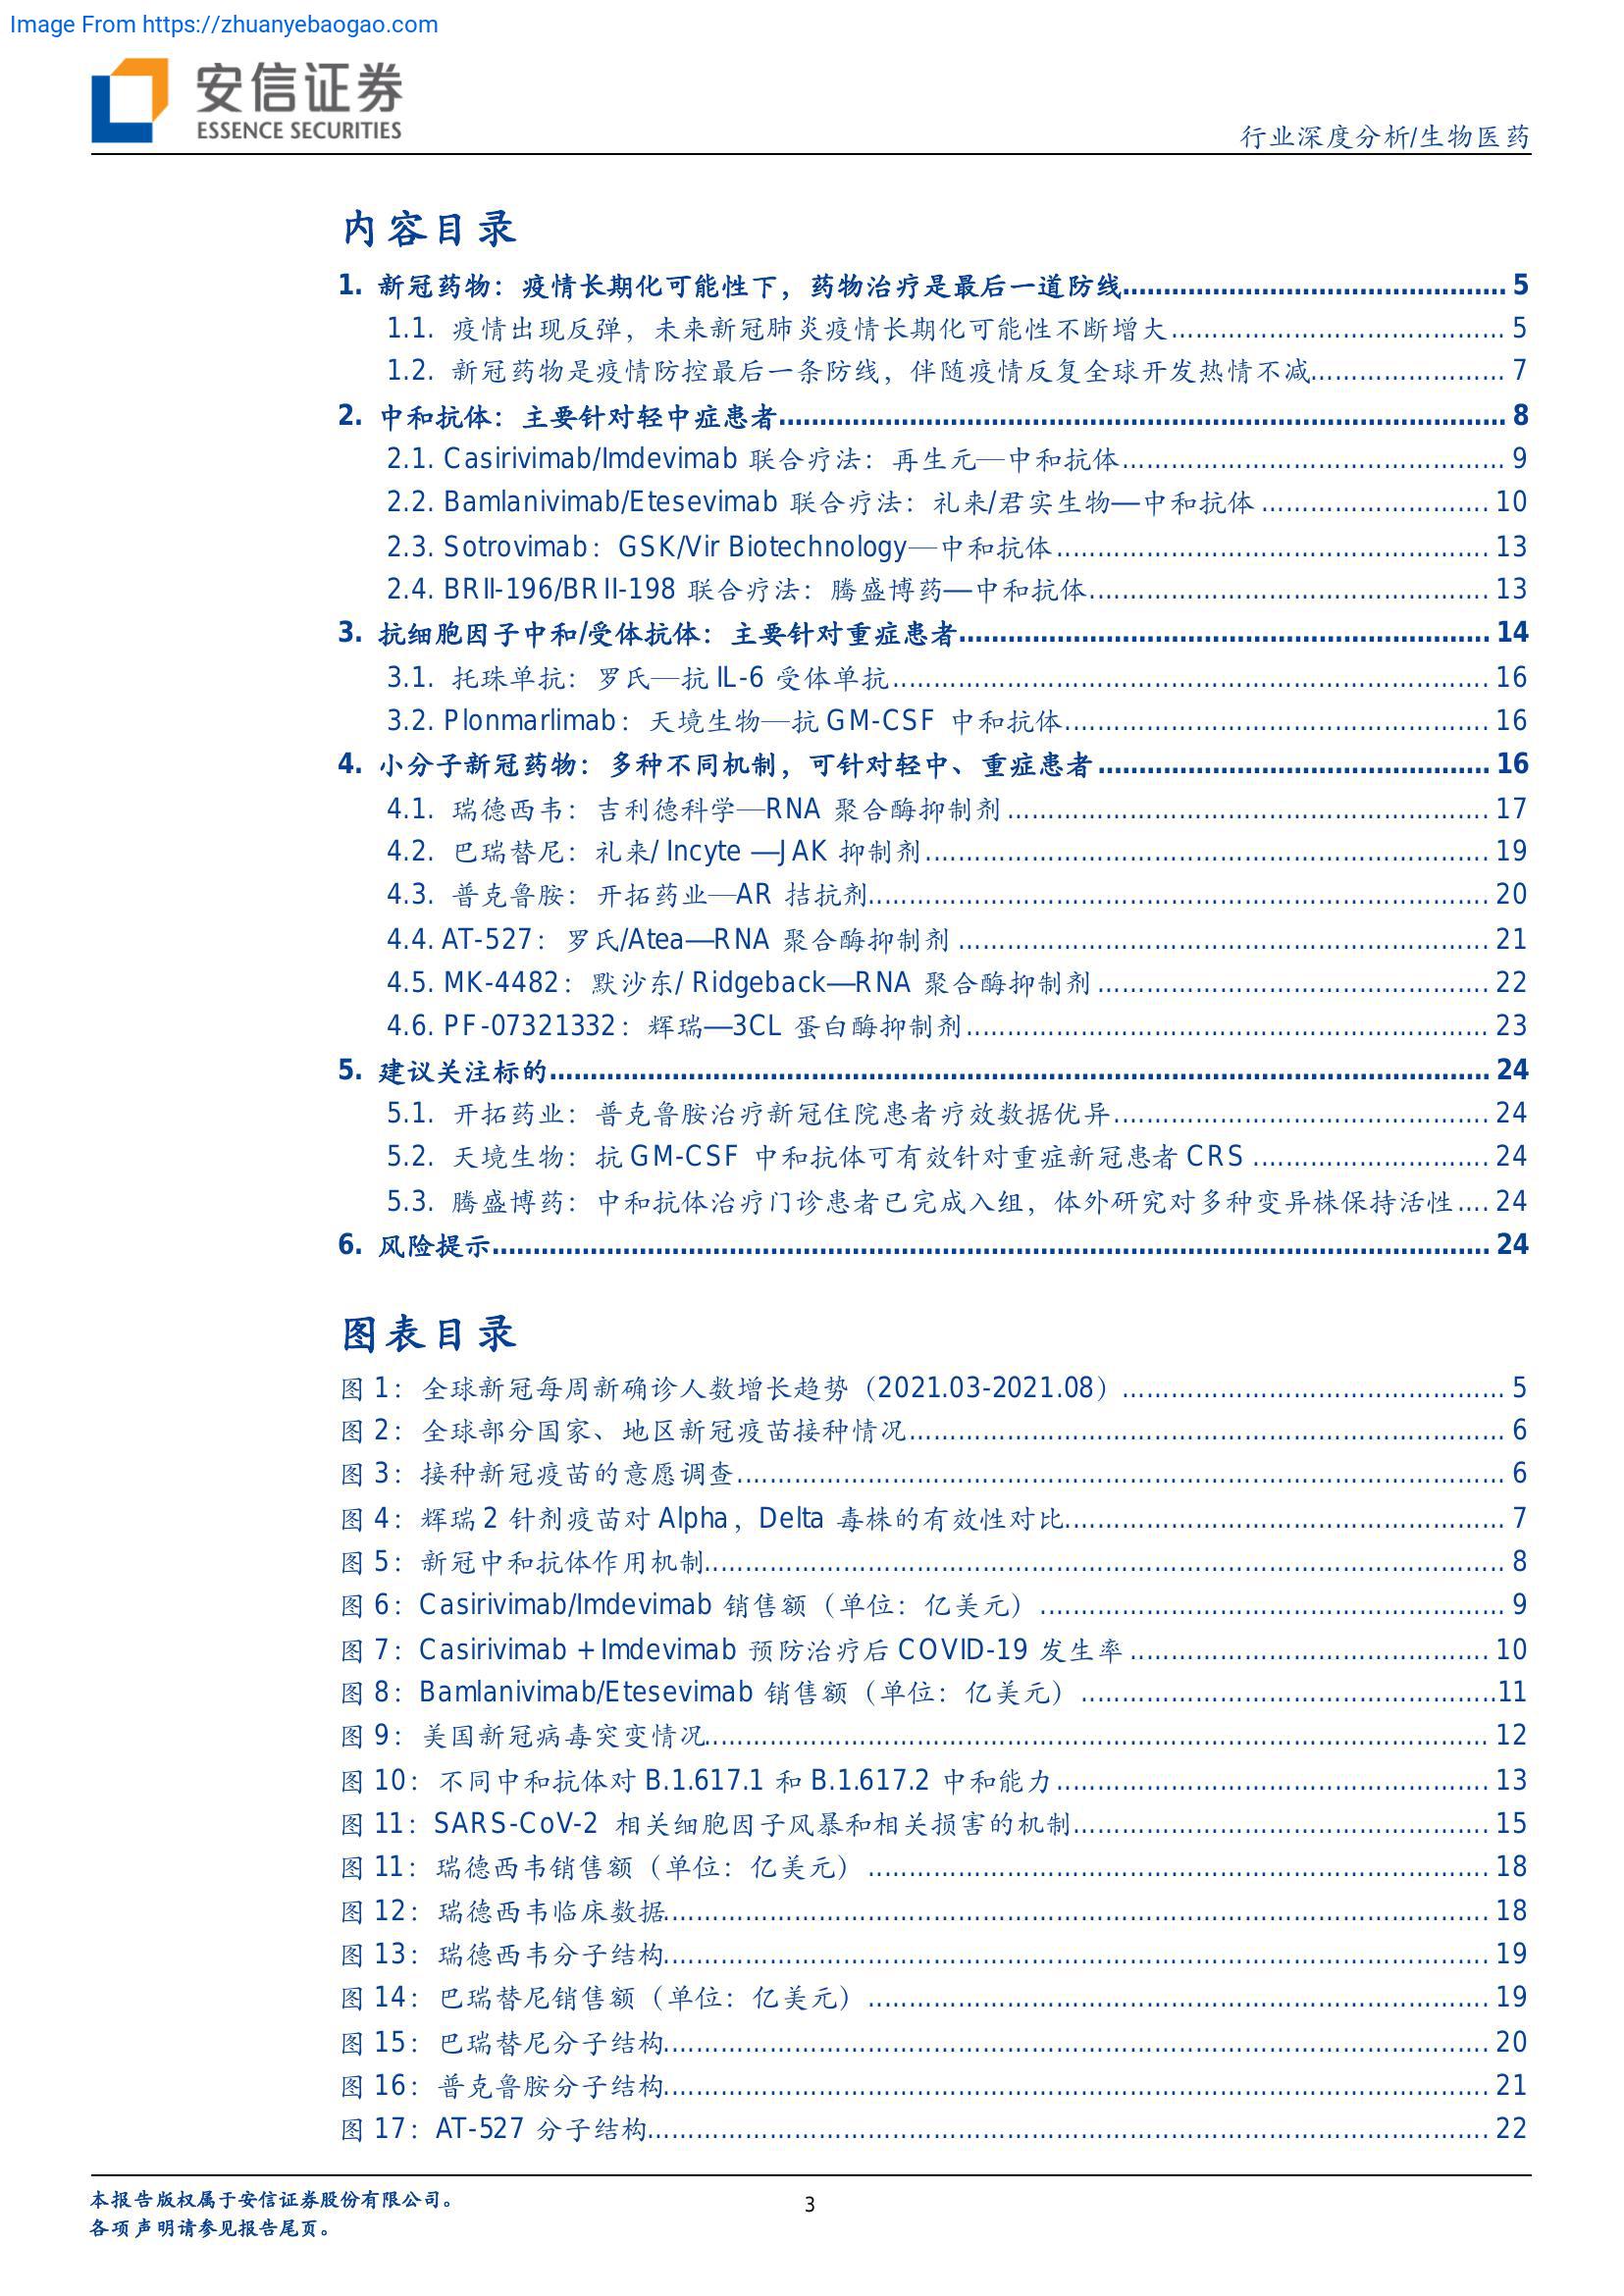 Image From https://zhuanyebaogao.com
安信证券
ESSENCE SECURITIES
行业深度分析/生物医药
内容目录
1. 新冠药物：疫情长期化可能性下，药物治疗是最后一道防线 5
1.1. 疫情出现反弹，未来新冠肺炎疫情长期化可能性不断增大 5
1.2. 新冠药物是疫情防控最后一条防线，伴随疫情反复全球开发热情不减 7
2. 中和抗体：主要针对轻中症患者 8
2.1. Casirivimab/Imdevimab 联合疗法：再生元—中和抗体 9
2.2. Bamlanivimab/Etesevimab 联合疗法：礼来/君实生物—中和抗体 10
2.3. Sotrovimab：GSK/Vir Biotechnology—中和抗体 13
2.4. BRII-196/BRII-198 联合疗法：腾盛博药—中和抗体 13
3. 抗细胞因子中和/受体抗体：主要针对重症患者 14
3.1. 托珠单抗：罗氏—抗 IL-6 受体单抗 16
3.2. Plonmarlimab：天境生物—抗 GM-CSF 中和抗体 16
4. 小分子新冠药物：多种不同机制，可针对轻中、重症患者 16
4.1. 瑞德西韦：吉利德科学—RNA 聚合酶抑制剂 17
4.2. 巴瑞替尼：礼来/ Incyte —JAK 抑制剂 19
4.3. 普克鲁胺：开拓药业—AR 拮抗剂 20
4.4. AT-527：罗氏/Atea—RNA 聚合酶抑制剂 21
4.5. MK-4482：默沙东/ Ridgeback—RNA 聚合酶抑制剂 22
4.6. PF-07321332：辉瑞—3CL 蛋白酶抑制剂 23
5. 建议关注标的 24
5.1. 开拓药业：普克鲁胺治疗新冠住院患者疗效数据优异 24
5.2. 天境生物：抗 GM-CSF 中和抗体可有效针对重症新冠患者 CRS 24
5.3. 腾盛博药：中和抗体治疗门诊患者已完成入组，体外研究对多种变异株保持活性 24
6. 风险提示 24
图表目录
图 1：全球新冠每周新确诊人数增长趋势（2021.03-2021.08） 5
图 2：全球部分国家、地区新冠疫苗接种情况 6
图 3：接种新冠疫苗的意愿调查 6
图 4：辉瑞 2 针剂疫苗对 Alpha，Delta 毒株的有效性对比 7
图 5：新冠中和抗体作用机制 8
图 6：Casirivimab/Imdevimab 销售额（单位：亿美元） 9
图 7：Casirivimab + Imdevimab 预防治疗后 COVID-19 发生率 10
图 8：Bamlanivimab/Etesevimab 销售额（单位：亿美元） 11
图 9：美国新冠病毒突变情况 12
图 10：不同中和抗体对 B.1.617.1 和 B.1.617.2 中和能力 13
图 11：SARS-CoV-2 相关细胞因子风暴和相关损害的机制 15
图 11：瑞德西韦销售额（单位：亿美元） 18
图 12：瑞德西韦临床数据 18
图 13：瑞德西韦分子结构 19
图 14：巴瑞替尼销售额（单位：亿美元） 19
图 15：巴瑞替尼分子结构 20
图 16：普克鲁胺分子结构 21
图 17：AT-527 分子结构 22
本报告版权属于安信证券股份有限公司。
3
各项声明请参见报告尾页。